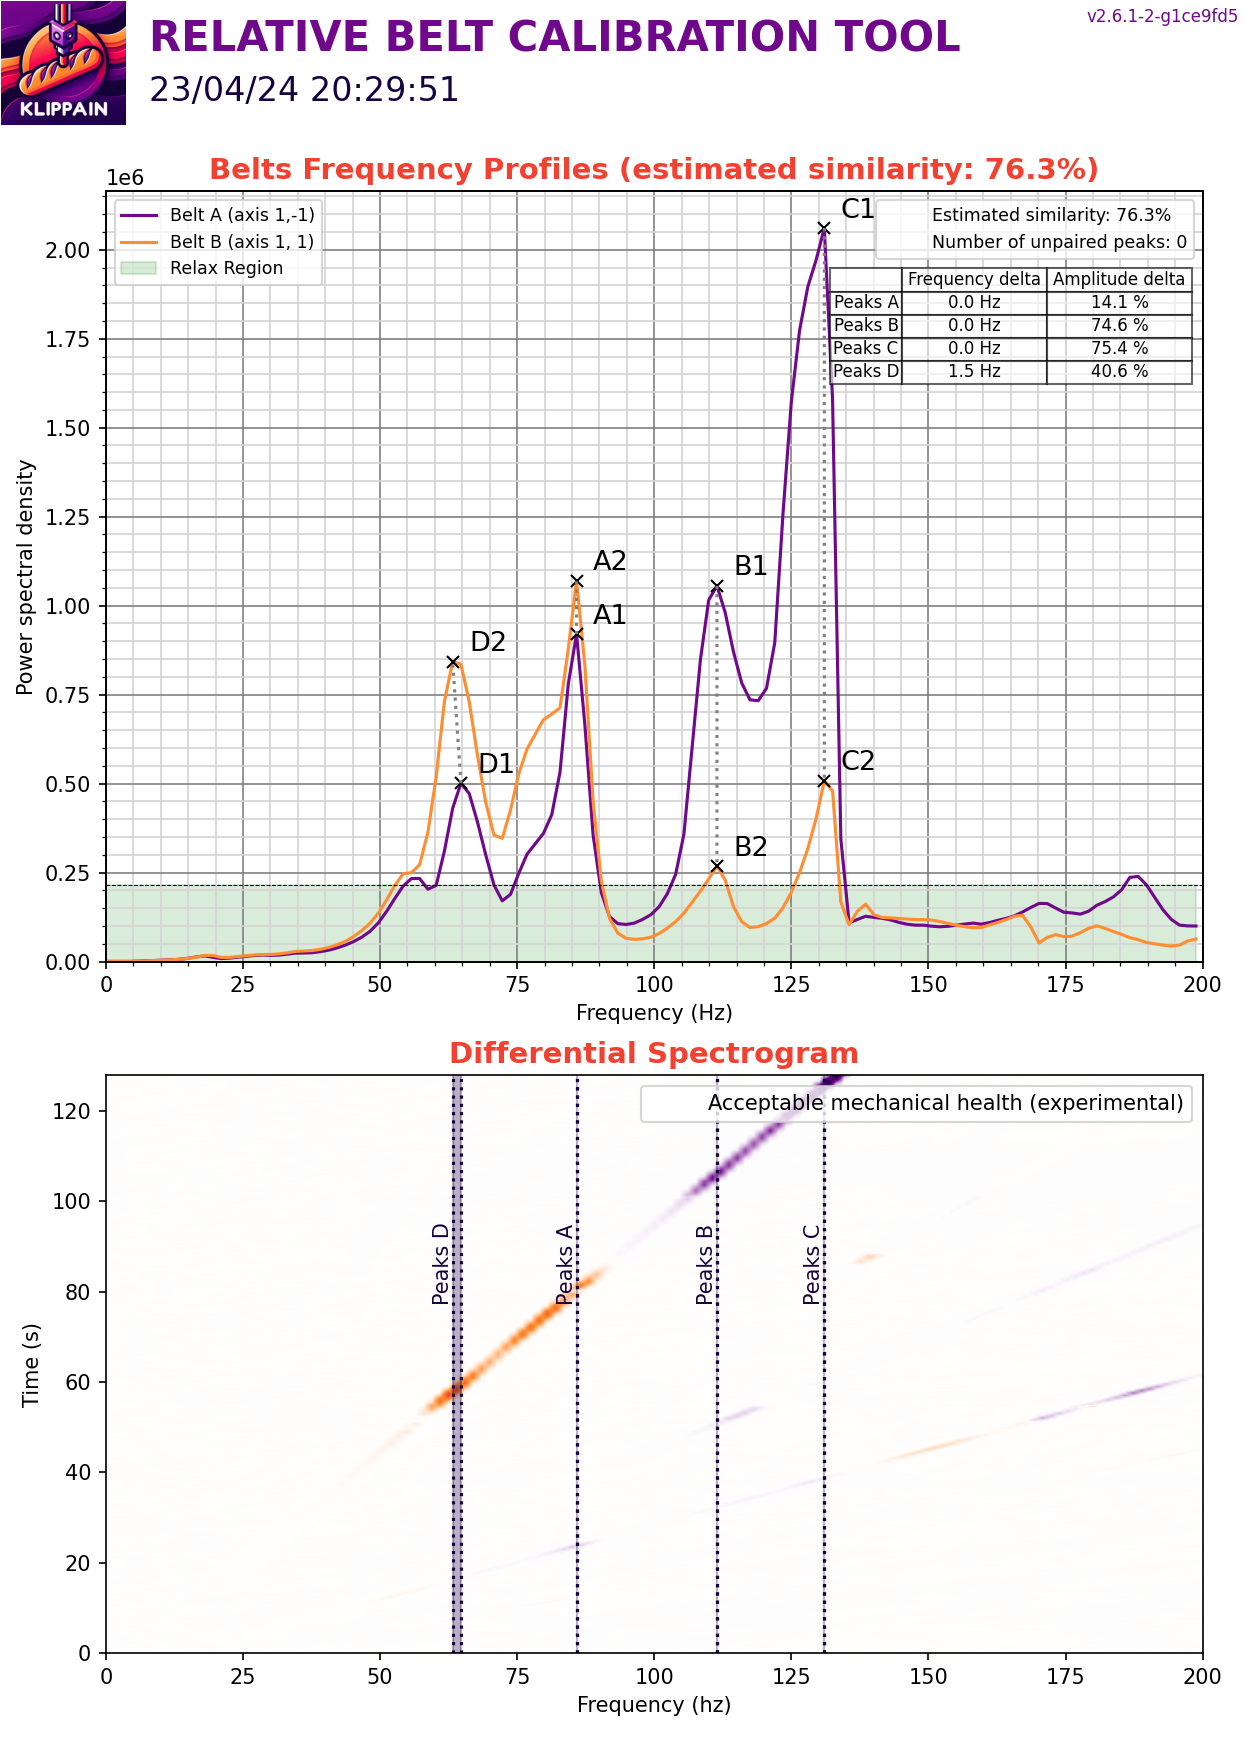 KLIPPAIN
RELATIVE BELT CALIBRATION TOOL
v2.6.1-2-g1ce9fd5
23/04/24 20:29:51
Belts Frequency Profiles (estimated similarity: 76.3%)
1e6
Belt A (axis 1,-1)
Belt B (axis 1, 1)
Relax Region
Estimated similarity: 76.3%
Number of unpaired peaks: 0
Frequency delta Amplitude delta
Peaks A 0.0 Hz 14.1 %
Peaks B 0.0 Hz 74.6 %
Peaks C 0.0 Hz 75.4 %
Peaks D 1.5 Hz 40.6 %
C1
A2
B1
A1
D2
D1
C2
B2
Power spectral density
2.00
1.75
1.50
1.25
1.00
0.75
0.50
0.25
0.00
0 25 50 75 100 125 150 175 200
Frequency (Hz)
Differential Spectrogram
Acceptable mechanical health (experimental)
Peaks D
Peaks A
Peaks B
Peaks C
Time (s)
120
100
80
60
40
20
0
0 25 50 75 100 125 150 175 200
Frequency (hz)